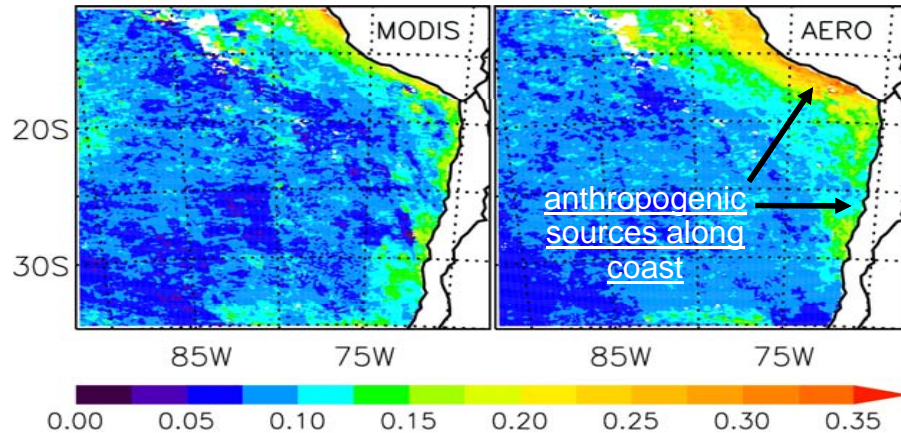 MODIS
AERO
20S
30S
anthropogenic
sources along
coast
85W 75W 85W 75W
0.00 0.05 0.10 0.15 0.20 0.25 0.30 0.35